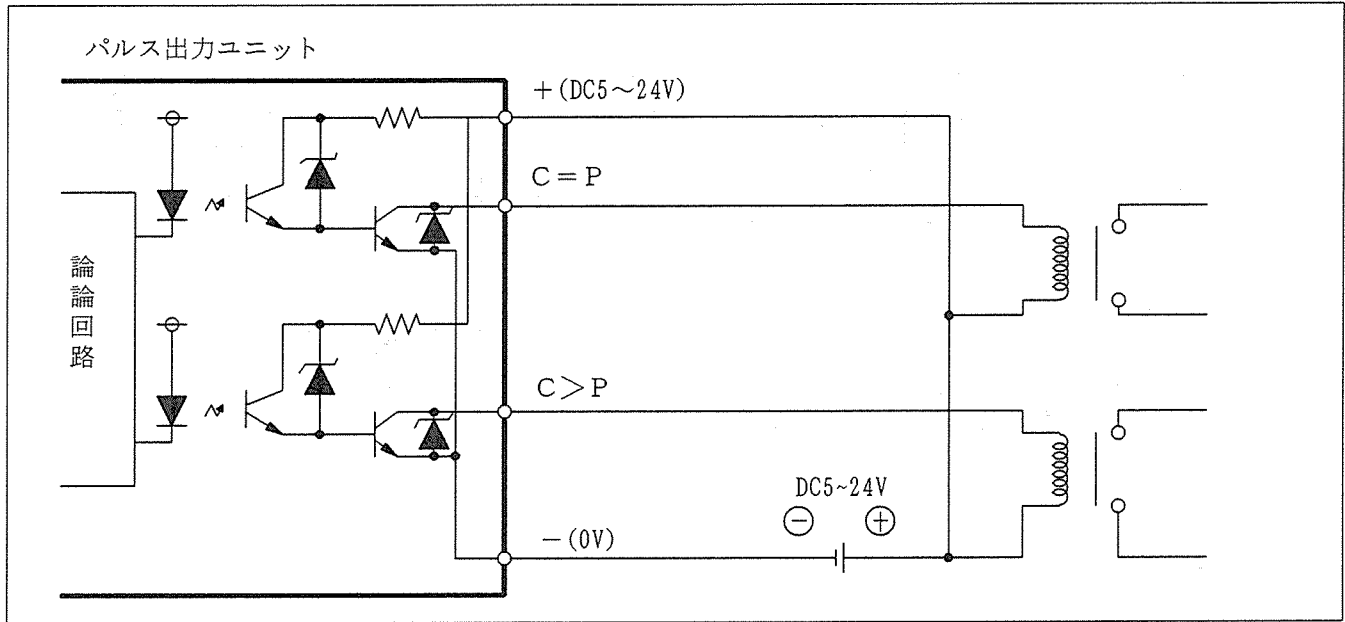 パルス出力ユニット
+(DC5～24V)
C=P
論論回路
C>P
DC5~24V
⊖ ⊕
-(0V)